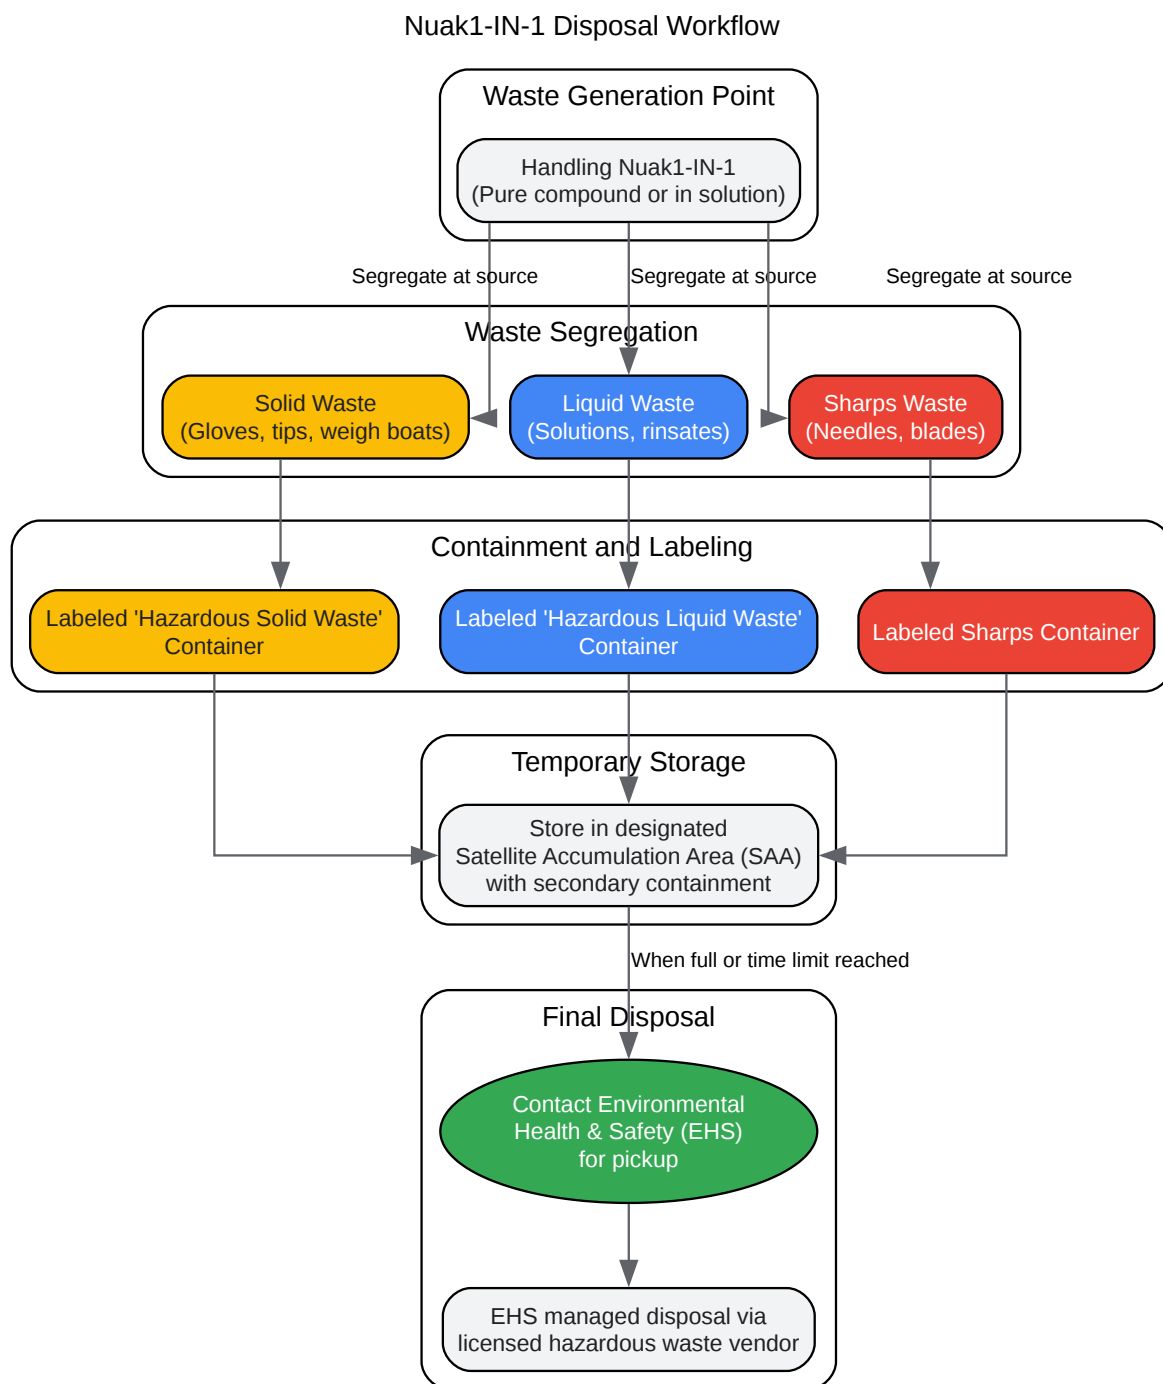 Nuak1-IN-1 Disposal Workflow
Waste Generation Point
Handling Nuak1-IN-1
(Pure compound or in solution)
Segregate at source
Segregate at source
Segregate at source
Waste Segregation
Solid Waste
(Gloves, tips, weigh boats)
Liquid Waste
(Solutions, rinsates)
Sharps Waste
(Needles, blades)
Containment and Labeling
Labeled 'Hazardous Solid Waste'
Container
Labeled 'Hazardous Liquid Waste'
Container
Labeled Sharps Container
Temporary Storage
Store in designated
Satellite Accumulation Area (SAA)
with secondary containment
When full or time limit reached
Final Disposal
Contact Environmental
Health & Safety (EHS)
for pickup
EHS managed disposal via
licensed hazardous waste vendor